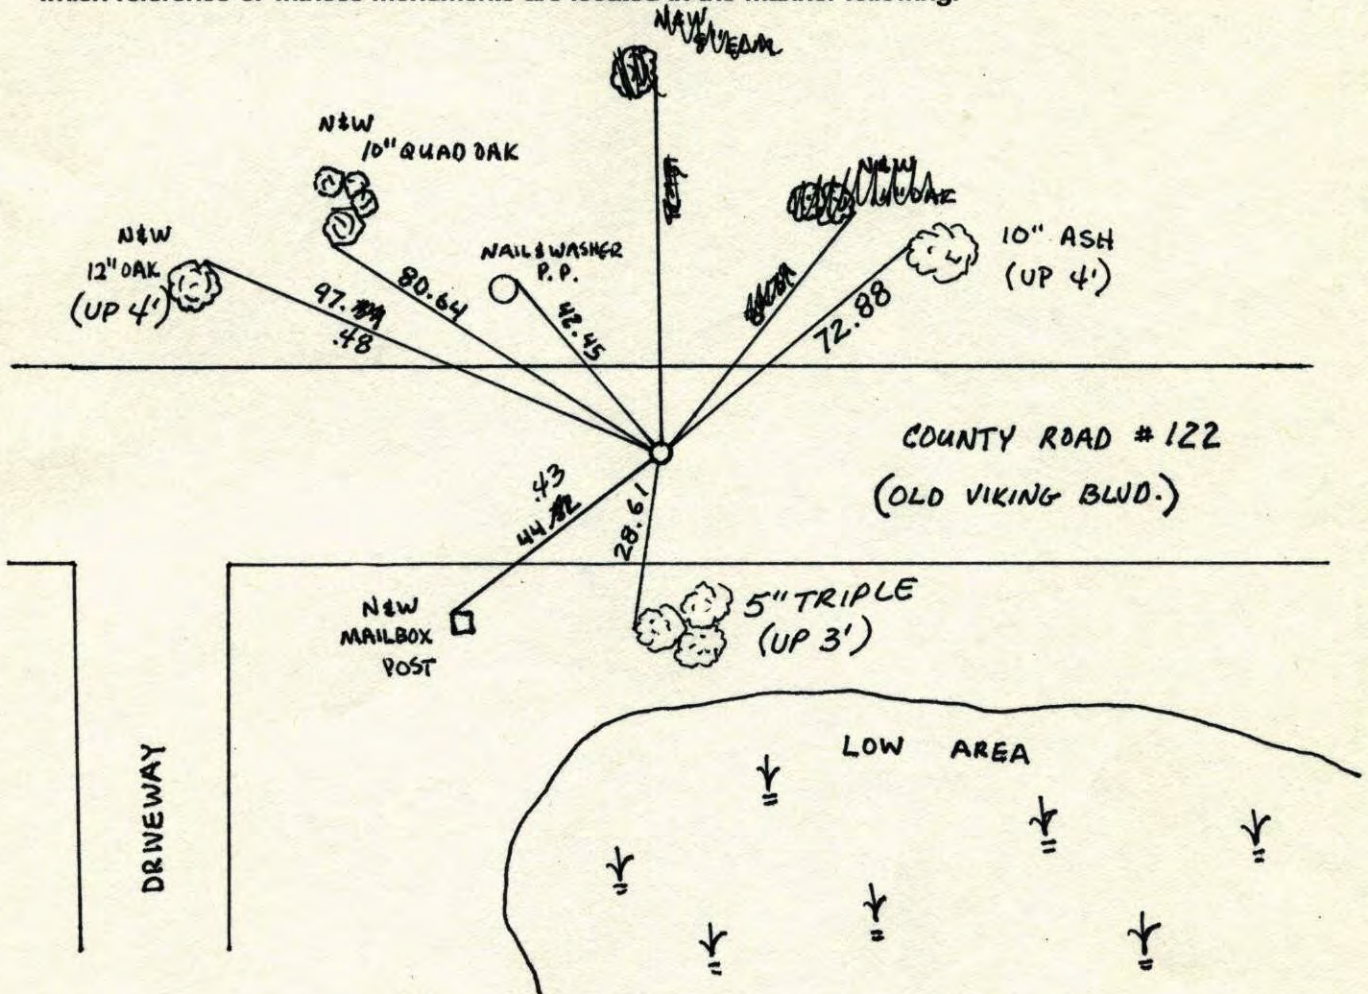 N&W
10" QUAD OAK
N&W
12" OAK
(UP 4')
NAIL & WASHER
P.P.
10" ASH
(UP 4')
97.
.48
80.64
42.45
72.88
COUNTY ROAD # 122
(OLD VIKING BLVD.)
.43
44.
28.61
N&W
MAILBOX
POST
5" TRIPLE
(UP 3')
LOW AREA
DRIVEWAY